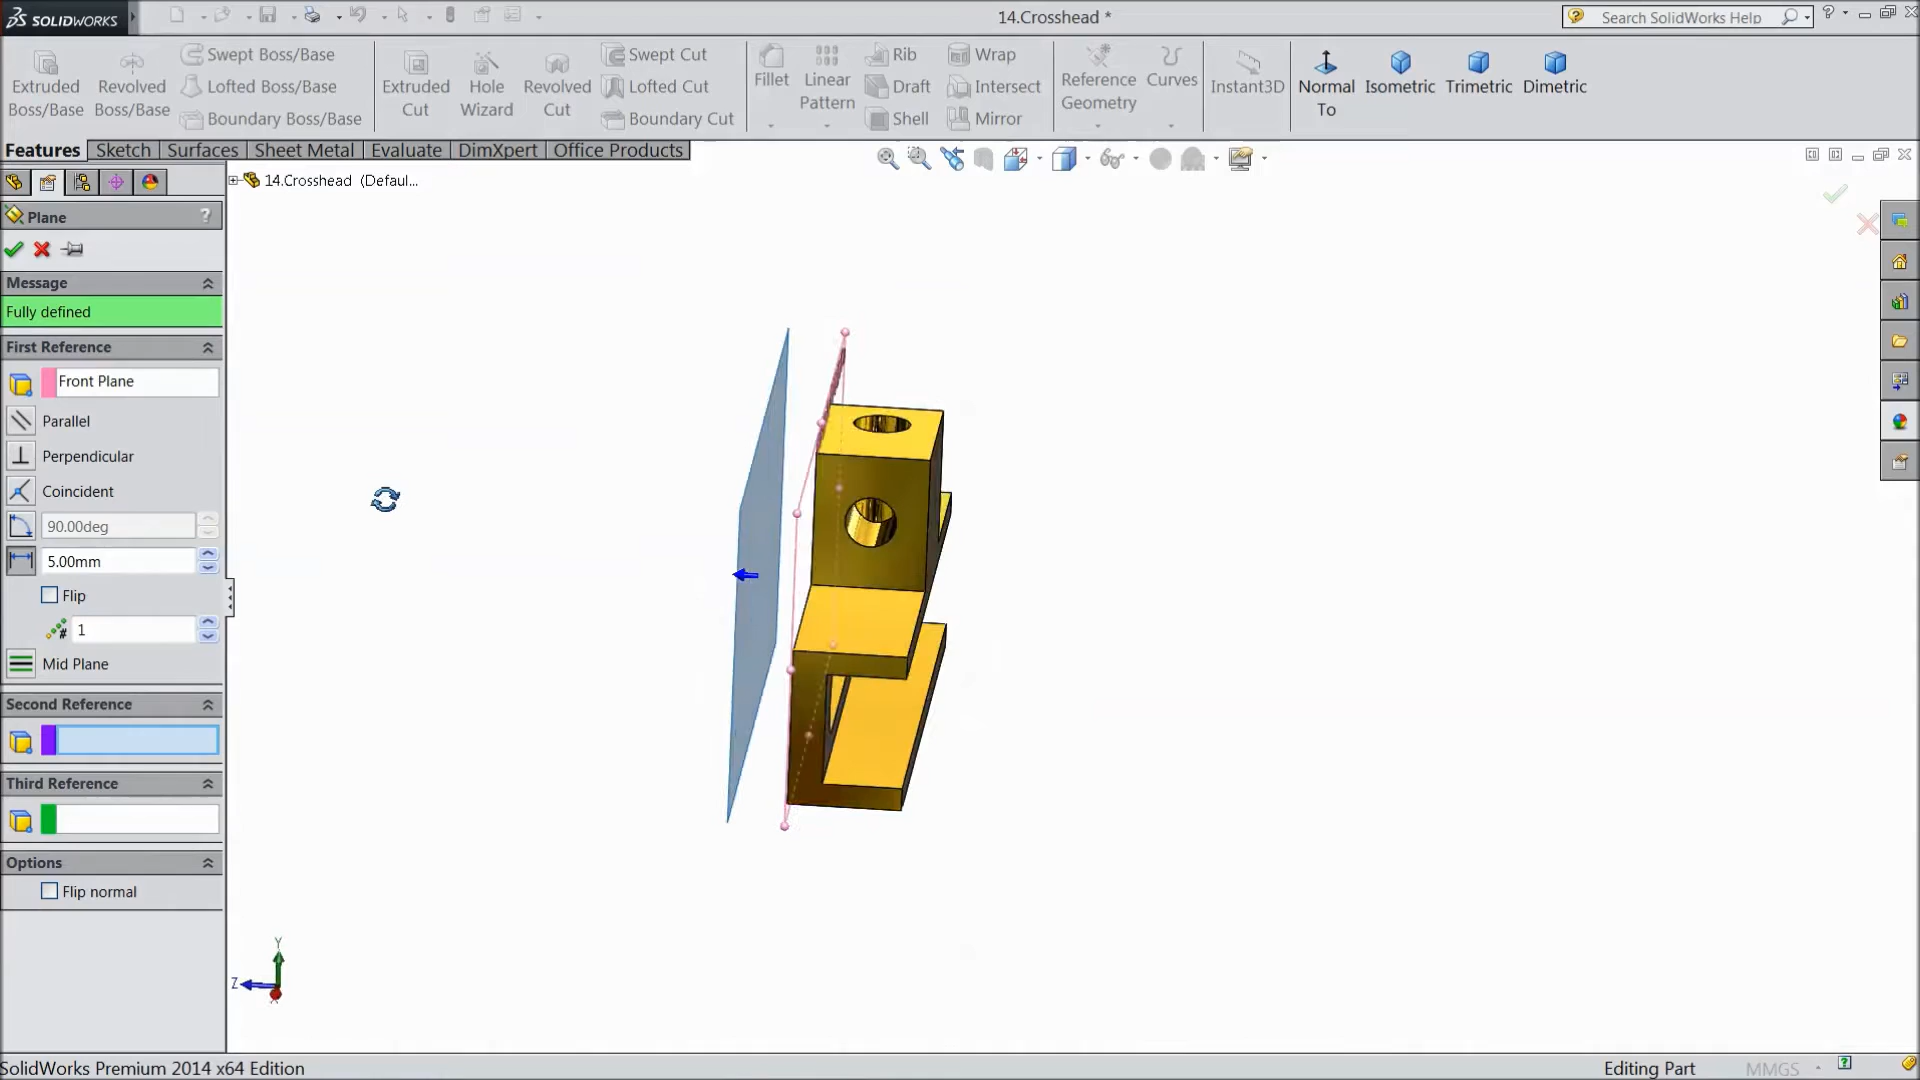 SOLIDWORKS
14.Crosshead *
Search SolidWorks Help
Extruded Boss/Base
Revolved Boss/Base
Swept Boss/Base
Lofted Boss/Base
Boundary Boss/Base
Extruded Cut
Hole Wizard
Revolved Cut
Swept Cut
Lofted Cut
Boundary Cut
Fillet
Linear Pattern
Rib
Draft
Shell
Wrap
Intersect
Mirror
Reference Geometry
Curves
Instant3D
Normal To
Isometric
Trimetric
Dimetric
Features
Sketch
Surfaces
Sheet Metal
Evaluate
DimXpert
Office Products
14.Crosshead (Defaul...
Plane
?
Message
Fully defined
First Reference
Front Plane
Parallel
Perpendicular
Coincident
90.00deg
5.00mm
Flip
1
Mid Plane
Second Reference
Third Reference
Options
Flip normal
Y
Z
X
SolidWorks Premium 2014 x64 Edition
Editing Part
MMGS